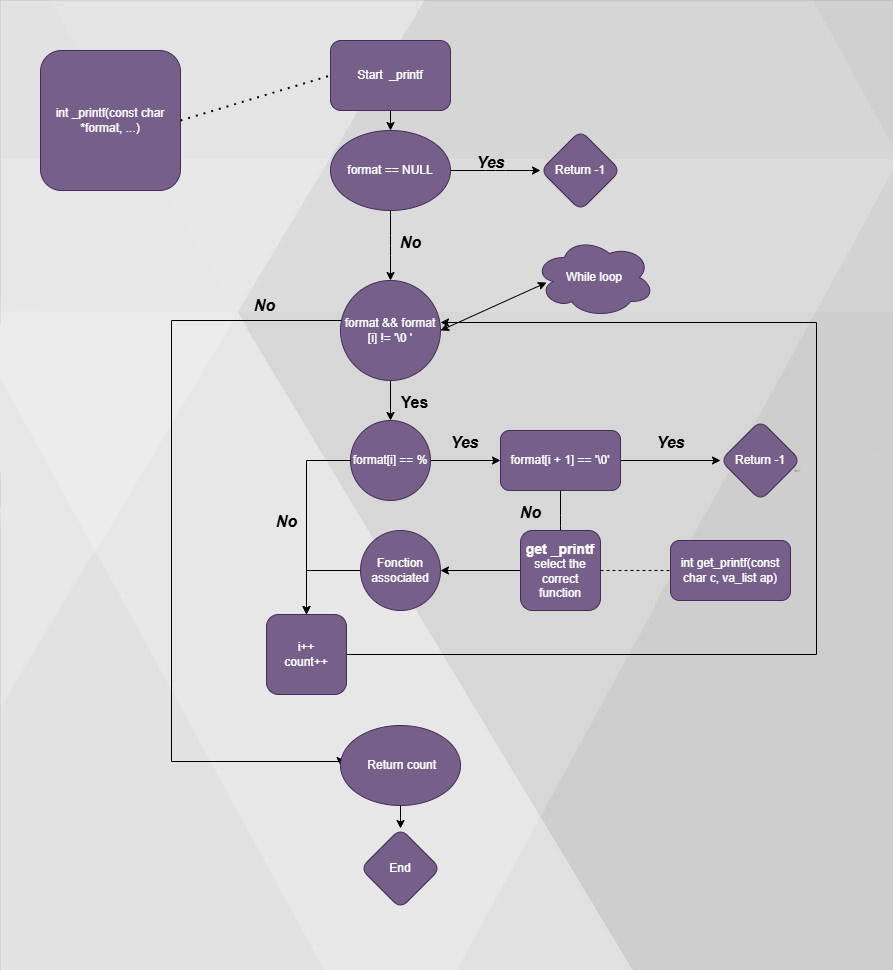 Start _printf
int _printf(const char
*format, ...)
format == NULL
Yes
Return -1
No
While loop
No
format && format
[i] != '\0 '
Yes
format[i] == %
Yes
format[i + 1] == '\0'
Yes
Return -1
No
No
get _printf
select the
correct
function
Fonction
associated
int get_printf(const
char c, va_list ap)
i++
count++
Return count
End